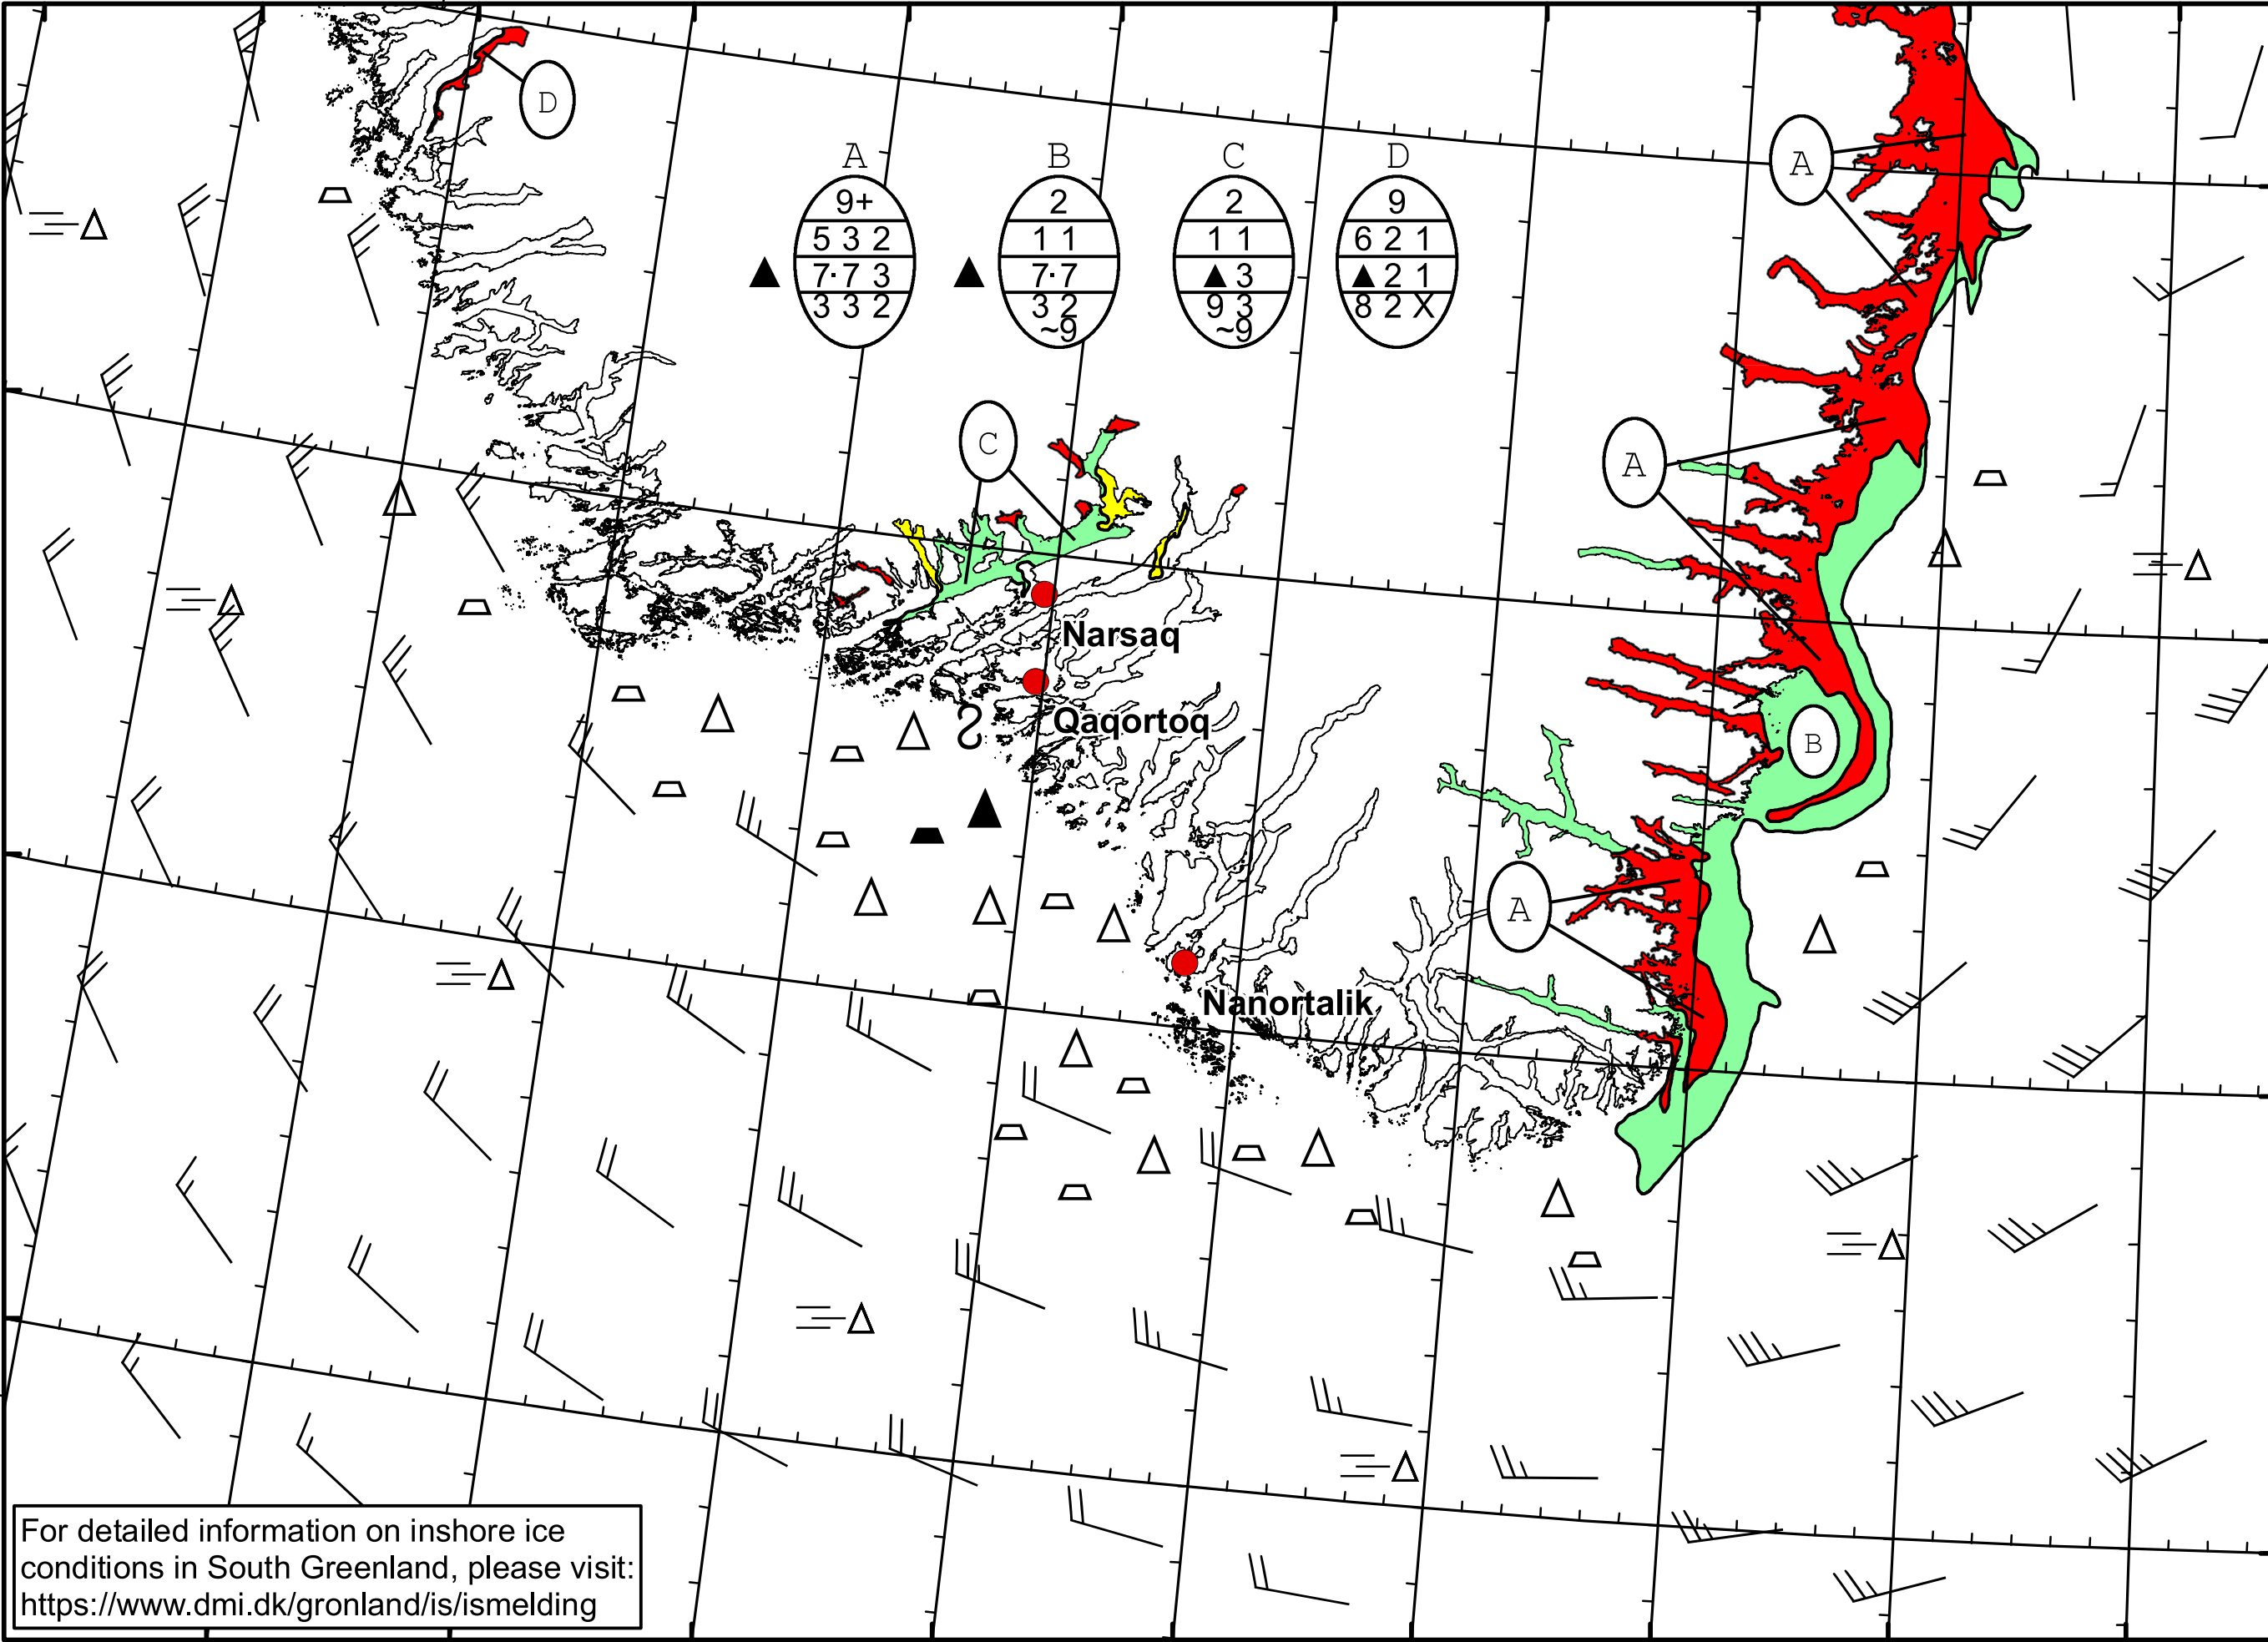 D
A
A B C D
9+ 2 2 9
5 3 2 1 1 1 1 6 2 1
▲ 7·7 3 ▲ 7·7 ▲ 3 ▲ 2 1
3 3 2 3 2 9 3 8 2 X
~9 ~9
C
A
Narsaq
Qaqortoq
B
A
Nanortalik
For detailed information on inshore ice
conditions in South Greenland, please visit:
https://www.dmi.dk/gronland/is/ismelding